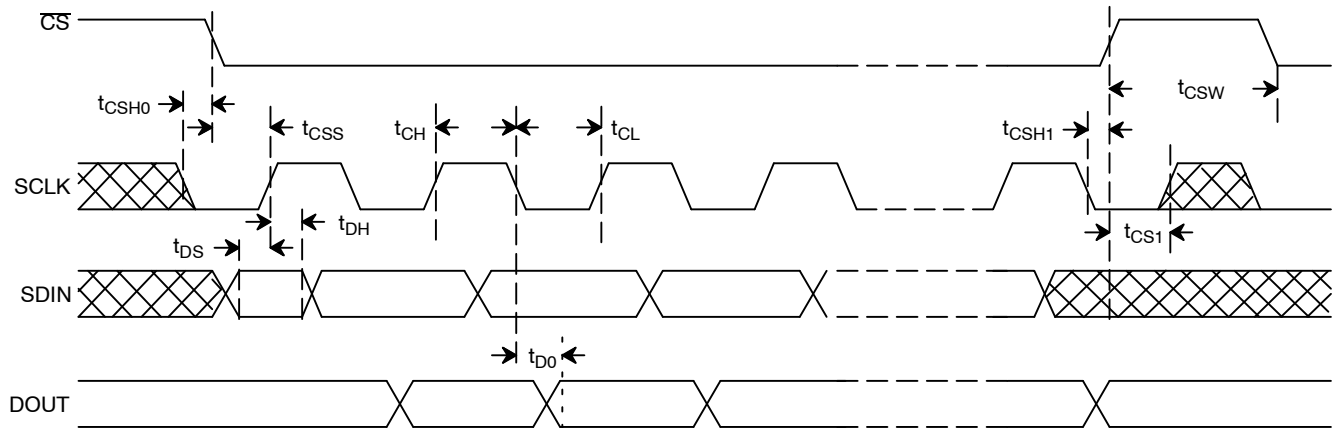 CS
tCSH0
tCSS
tCH
tCL
tCSH1
tCSW
SCLK
tDS
tDH
tCS1
SDIN
tD0
DOUT